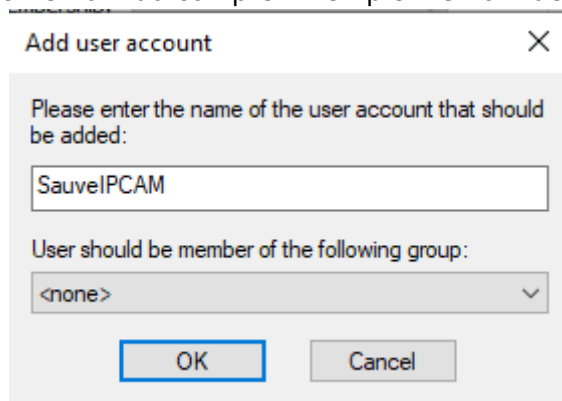 Add user account
Please enter the name of the user account that should
be added:
SauveIPCAM
User should be member of the following group:
<none>
OK
Cancel